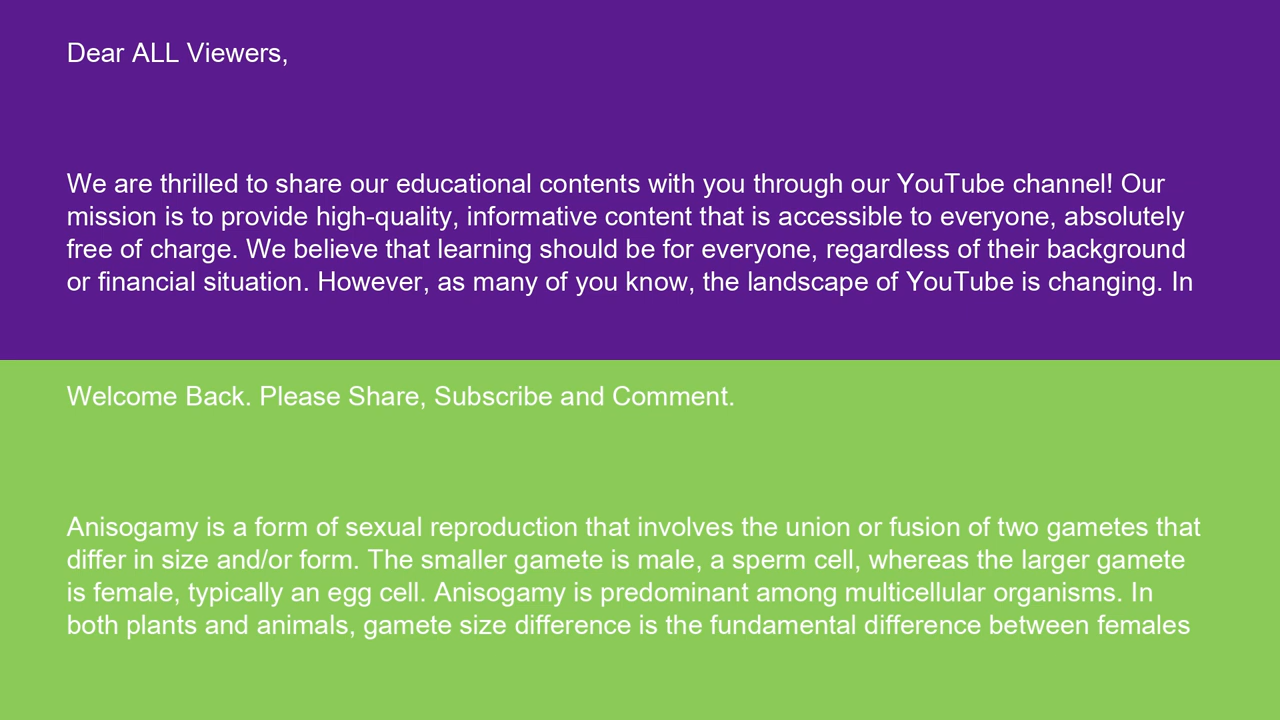 Dear ALL Viewers,
We are thrilled to share our educational contents with you through our YouTube channel! Our
mission is to provide high-quality, informative content that is accessible to everyone, absolutely
free of charge. We believe that learning should be for everyone, regardless of their background
or financial situation. However, as many of you know, the landscape of YouTube is changing. In
Welcome Back. Please Share, Subscribe and Comment.
Anisogamy is a form of sexual reproduction that involves the union or fusion of two gametes that
differ in size and/or form. The smaller gamete is male, a sperm cell, whereas the larger gamete
is female, typically an egg cell. Anisogamy is predominant among multicellular organisms. In
both plants and animals, gamete size difference is the fundamental difference between females